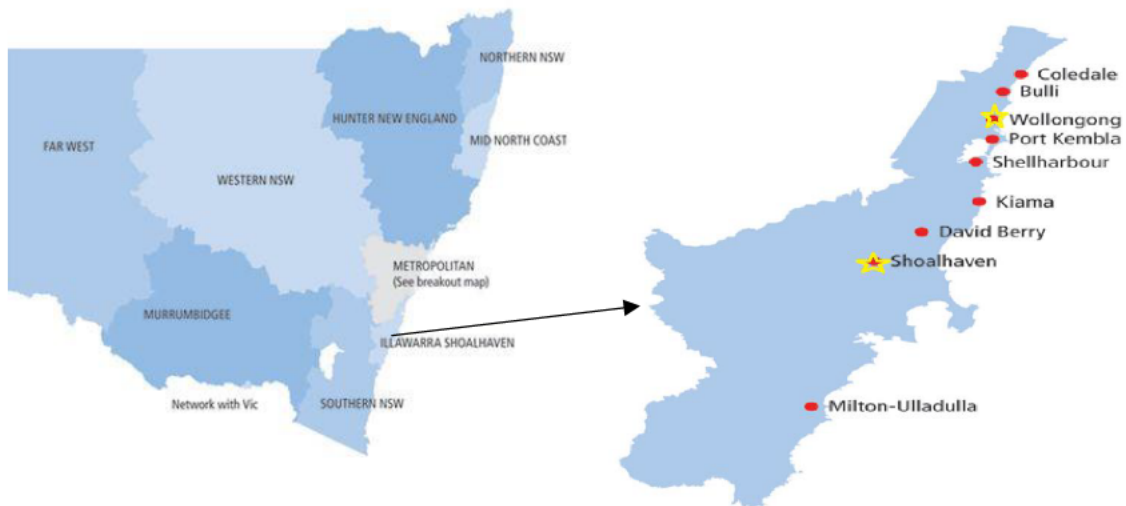 NORTHERN NSW
HUNTER NEW ENGLAND
MID NORTH COAST
FAR WEST
WESTERN NSW
METROPOLITAN
(See breakout map)
MURRUMBIDGEE
ILLAWARRA SHOALHAVEN
Network with Vic
SOUTHERN NSW
Coledale
Bulli
Wollongong
Port Kembla
Shellharbour
Kiama
David Berry
Shoalhaven
Milton-Ulladulla